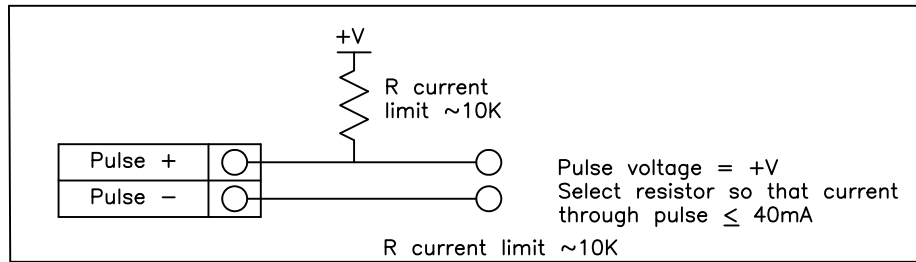 +V
R current
limit ~10K
Pulse +
Pulse -
Pulse voltage = +V
Select resistor so that current
through pulse ≤ 40mA
R current limit ~10K